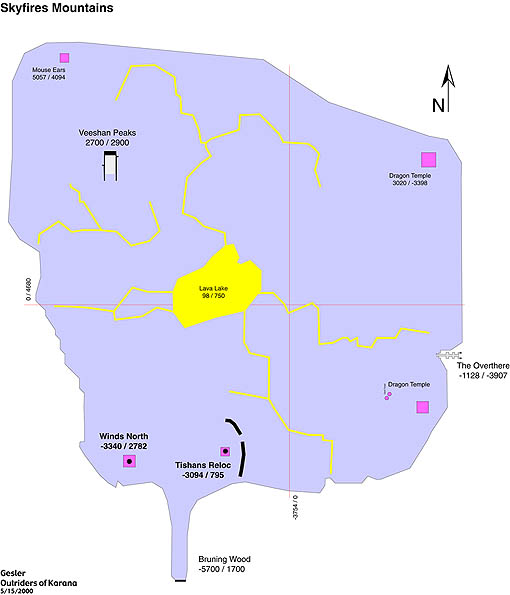 Skyfires Mountains
Mouse Ears
5057 / 4094
N
Veeshan Peaks
2700 / 2900
Dragon Temple
3020 / -3398
Lava Lake
98 / 750
0 / 4680
The Overthere
-1128 / -3907
Dragon Temple
Winds North
-3340 / 2782
Tishans Reloc
-3094 / 795
-3754 / 0
Bruning Wood
-5700 / 1700
Gesler
Outriders of Karana
5/15/2000